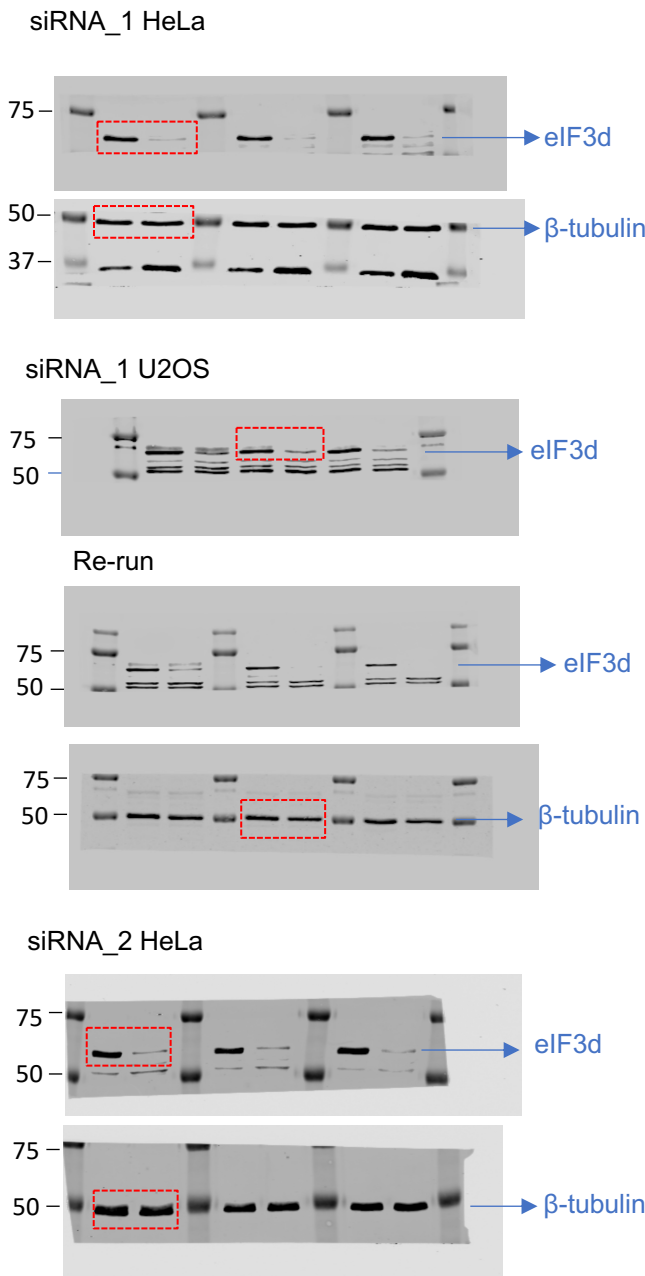 siRNA_1 HeLa
75
eIF3d
50
β-tubulin
37
siRNA_1 U2OS
75
eIF3d
50
Re-run
75
eIF3d
50
75
50
β-tubulin
siRNA_2 HeLa
75
eIF3d
50
75
50
β-tubulin